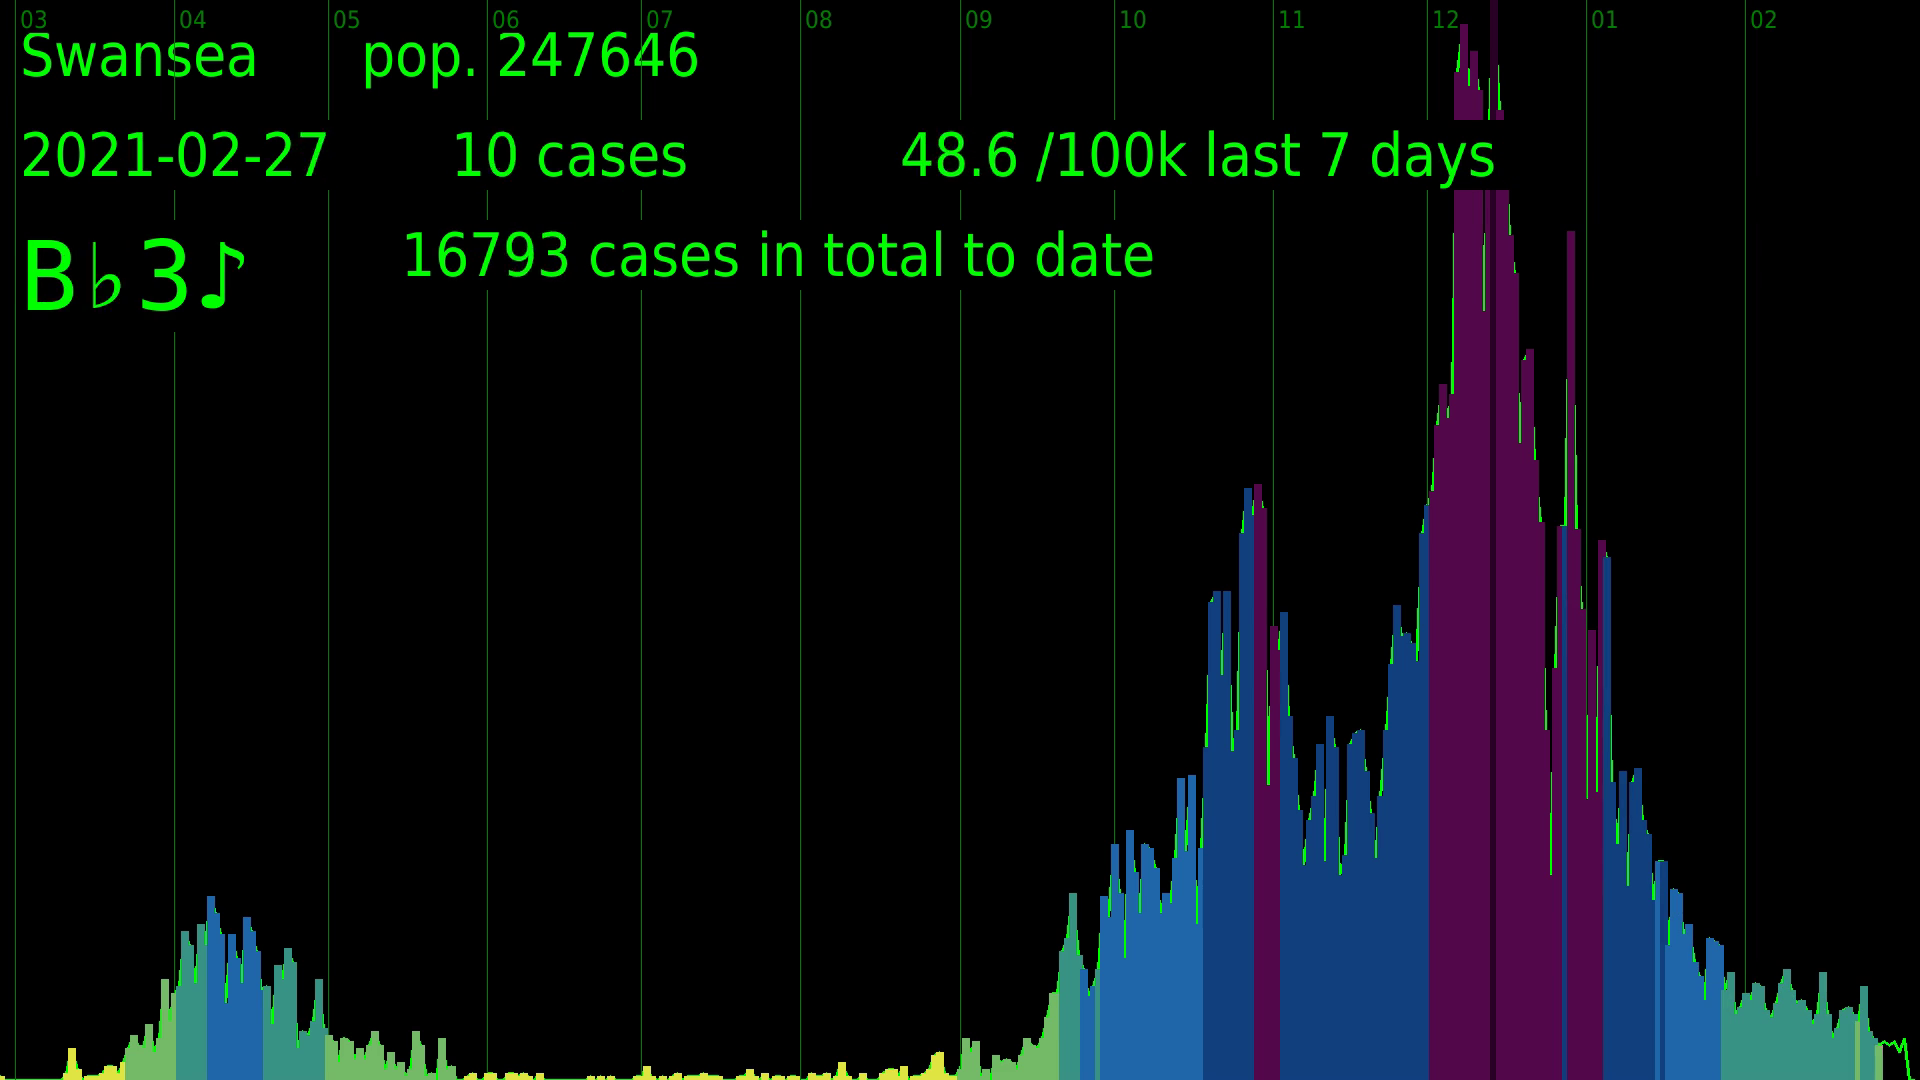 03 04 05 06 07 08 09 10 11 12 01 02
Swansea pop. 247646
2021-02-27 10 cases 48.6 /100k last 7 days
B♭3♪ 16793 cases in total to date